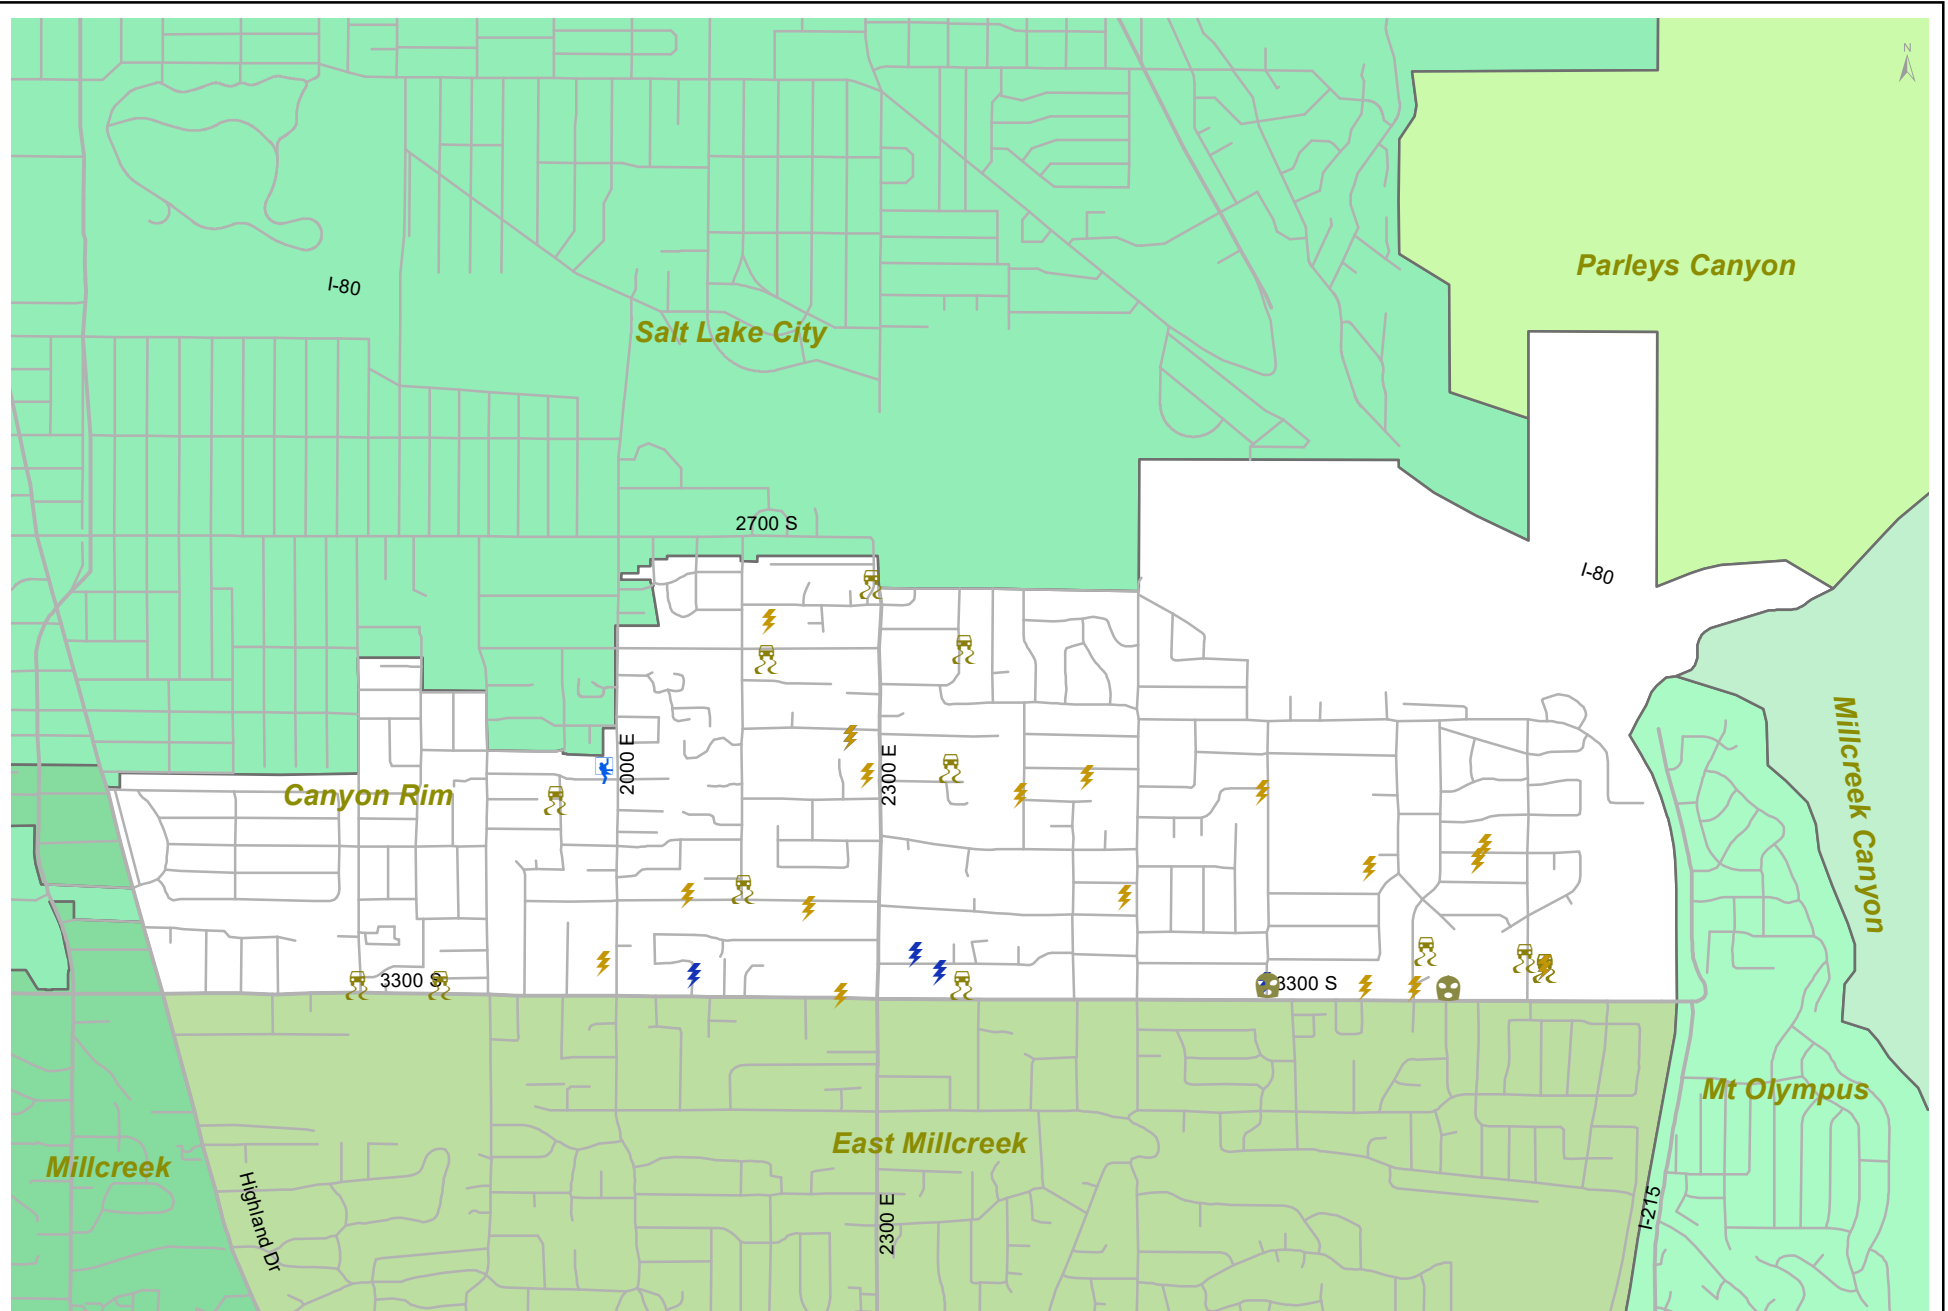 N
Parleys Canyon
I-80
Salt Lake City
2700 S
I-80
Millcreek Canyon
2000 E
2300 E
Canyon Rim
3300 S
3300 S
Mt Olympus
East Millcreek
Millcreek
Highland Dr
2300 E
I-215